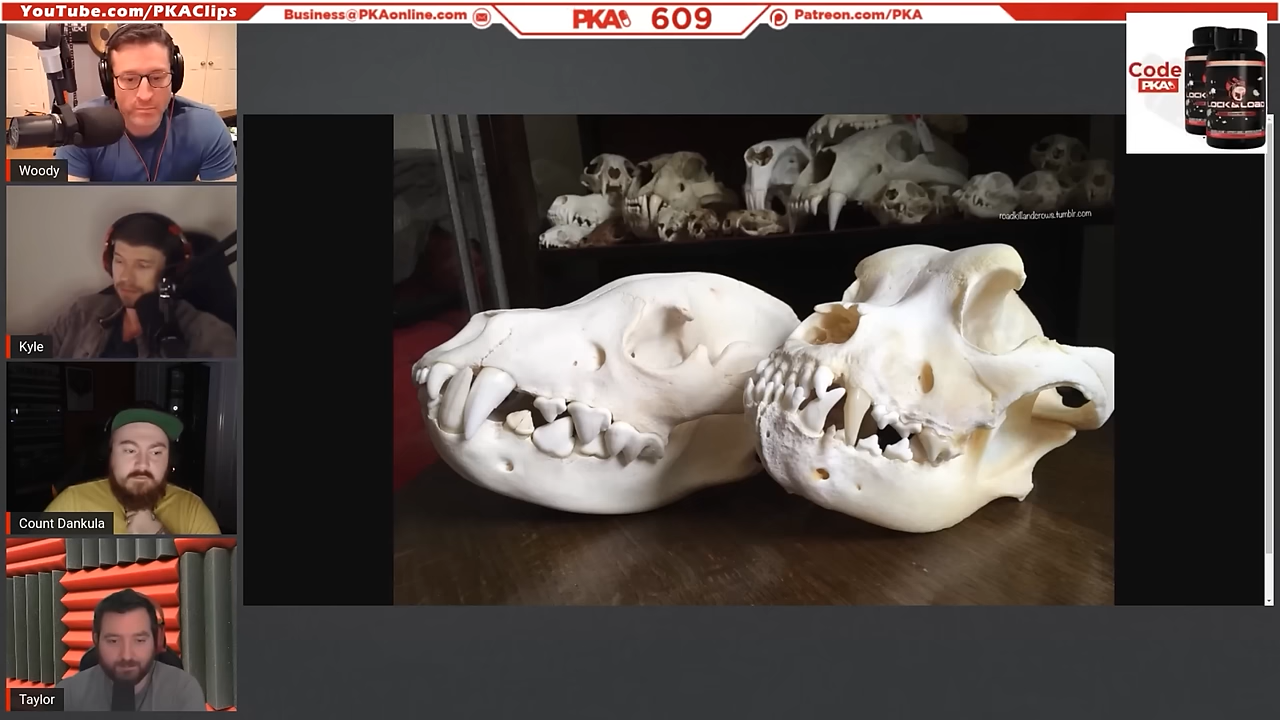 YouTube.com/PKAClips
Business@PKAonline.com
PKA 609
Patreon.com/PKA
Code
PKA
LOCK & LOAD
Woody
Kyle
Count Dankula
Taylor
roadkillandcrows.tumblr.com